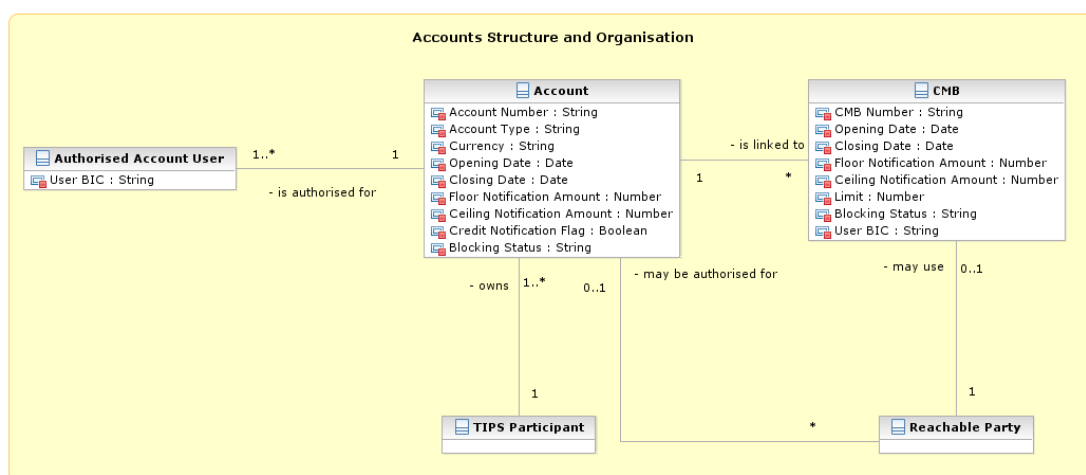 Accounts Structure and Organisation
Account
Account Number : String
Account Type : String
Currency : String
Opening Date : Date
Closing Date : Date
Floor Notification Amount : Number
Ceiling Notification Amount : Number
Credit Notification Flag : Boolean
Blocking Status : String
CMB
CMB Number : String
Opening Date : Date
Closing Date : Date
Floor Notification Amount : Number
Ceiling Notification Amount : Number
Limit : Number
Blocking Status : String
User BIC : String
Authorised Account User
User BIC : String
1..*
1
- is authorised for
- is linked to
1
*
- owns
1..*
0..1
- may be authorised for
- may use
0..1
1
*
1
TIPS Participant
Reachable Party